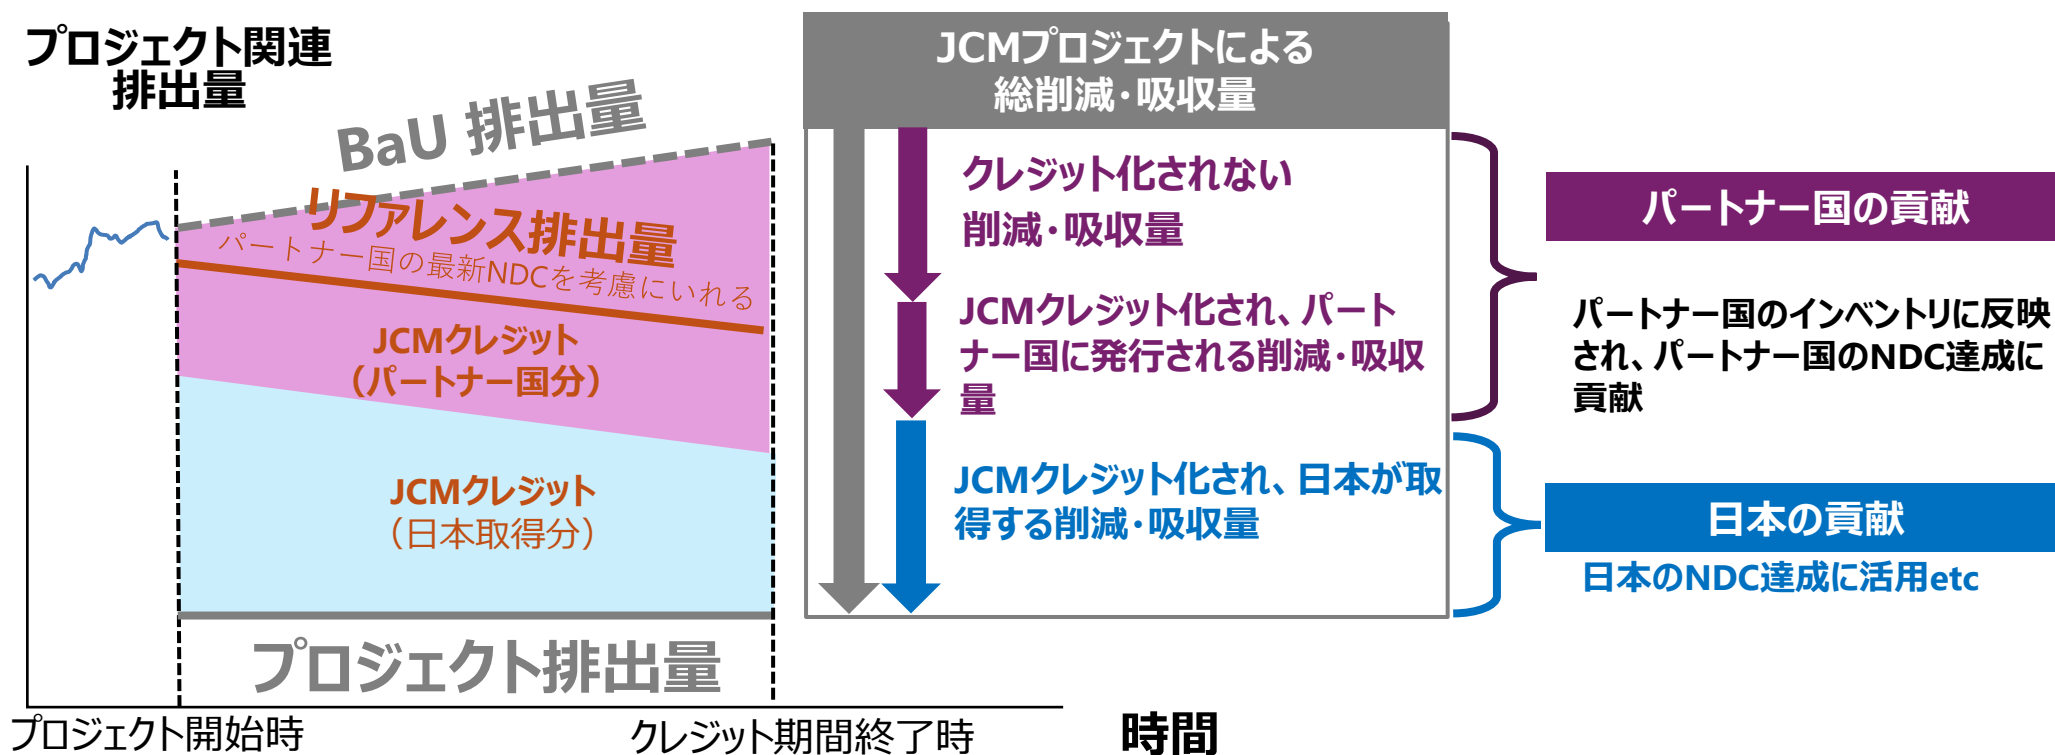 プロジェクト関連
排出量
BaU 排出量
リファレンス排出量
パートナー国の最新NDCを考慮にいれる
JCMクレジット
（パートナー国分）
JCMクレジット
（日本取得分）
プロジェクト排出量
プロジェクト開始時
クレジット期間終了時
時間
JCMプロジェクトによる
総削減・吸収量
クレジット化されない
削減・吸収量
JCMクレジット化され、パート
ナー国に発行される削減・吸収
量
JCMクレジット化され、日本が取
得する削減・吸収量
パートナー国の貢献
パートナー国のインベントリに反映
され、パートナー国のNDC達成に
貢献
日本の貢献
日本のNDC達成に活用etc